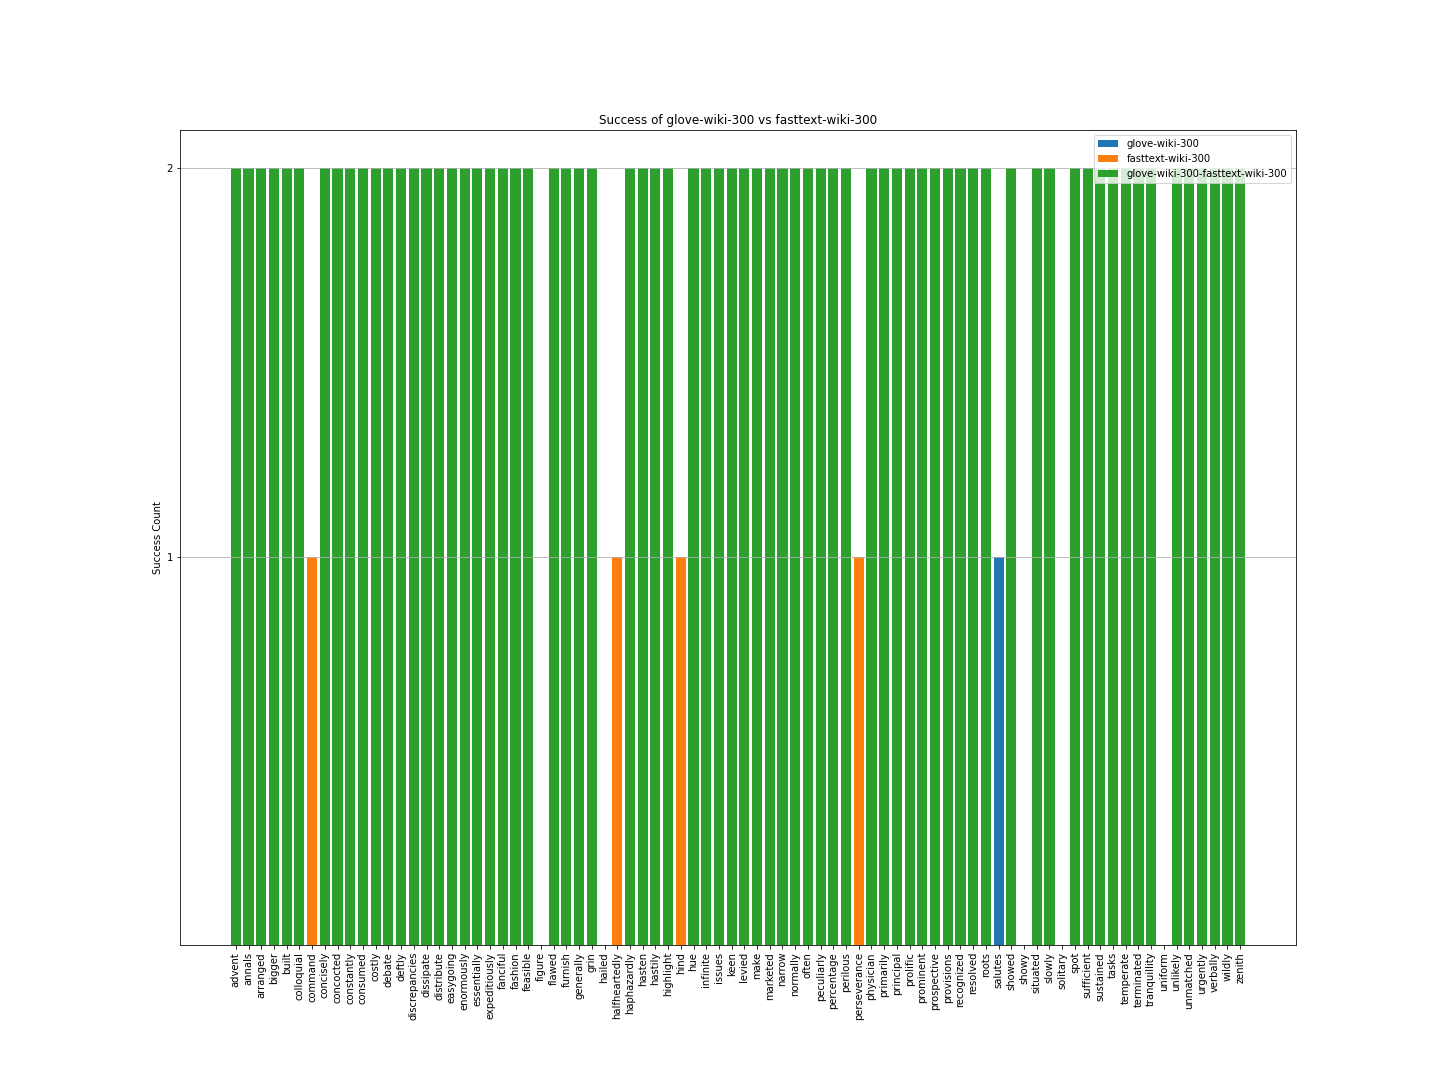 Success of glove-wiki-300 vs fasttext-wiki-300
glove-wiki-300
fasttext-wiki-300
glove-wiki-300-fasttext-wiki-300
2
1
Success Count
advent
annals
arranged
bigger
built
colloquial
command
concisely
concocted
constantly
consumed
costly
debate
deftly
discrepancies
dissipate
distribute
easygoing
enormously
essentially
expeditiously
fanciful
fashion
feasible
figure
flawed
furnish
generally
grin
hailed
halfheartedly
haphazardly
hasten
hastily
highlight
hind
hue
infinite
issues
keen
levied
make
marketed
narrow
normally
often
peculiarly
percentage
perilous
perseverance
physician
primarily
principal
prolific
prominent
prospective
provisions
recognized
resolved
roots
salutes
showed
showy
situated
slowly
solitary
spot
sufficient
sustained
tasks
temperate
terminated
tranquillity
uniform
unlikely
unmatched
urgently
verbally
wildly
zenith